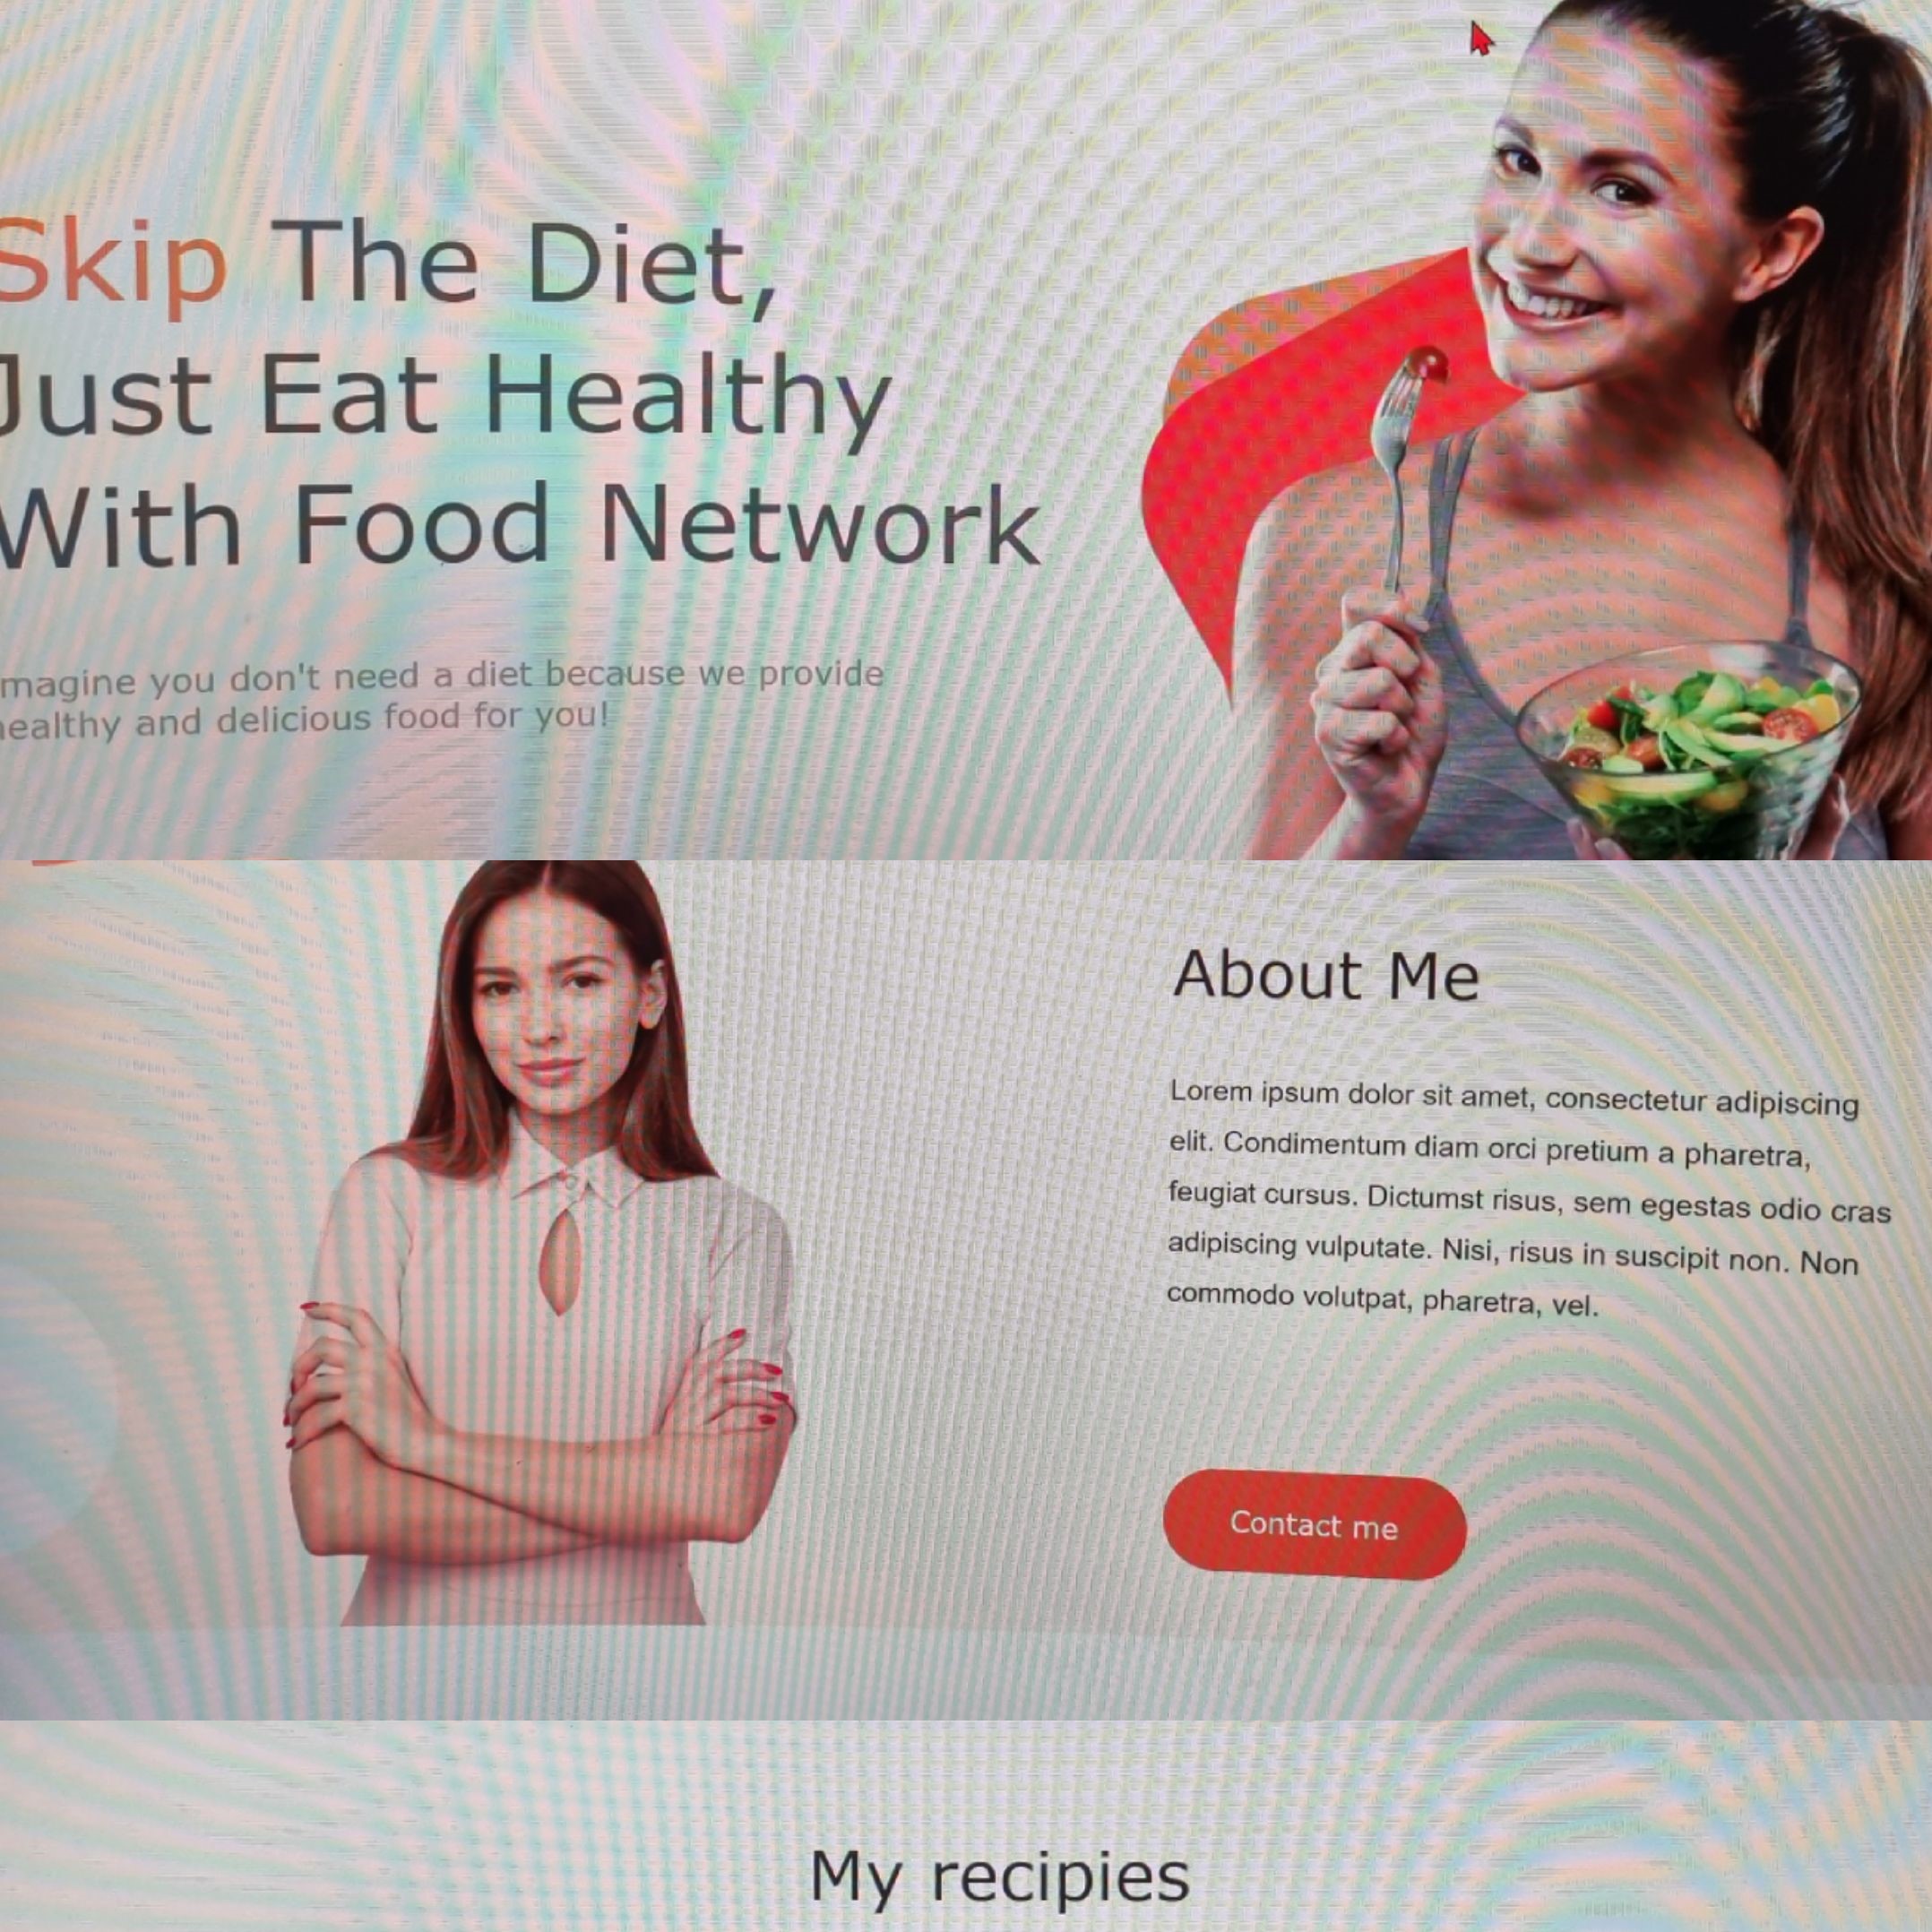 Skip The Diet,
Just Eat Healthy
With Food Network
magine you don't need a diet because we provide
healthy and delicious food for you!
About Me
Lorem ipsum dolor sit amet, consectetur adipiscing
elit. Condimentum diam orci pretium a pharetra,
feugiat cursus. Dictumst risus, sem egestas odio cras
adipiscing vulputate. Nisi, risus in suscipit non. Non
commodo volutpat, pharetra, vel.
Contact me
My recipies